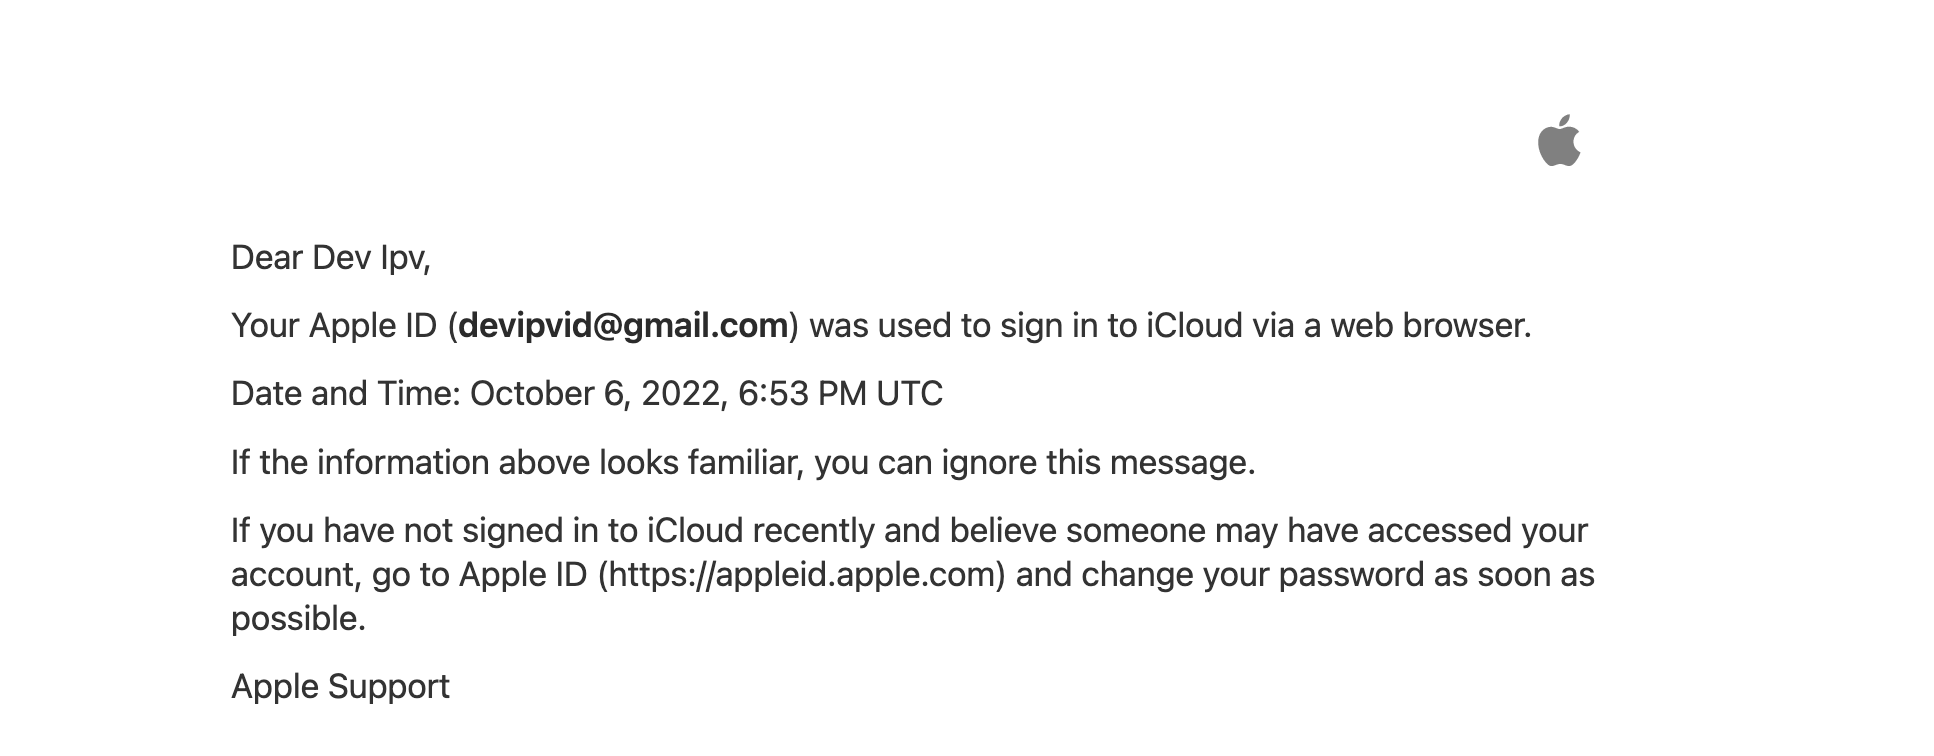 Dear Dev Ipv,
Your Apple ID (devipvid@gmail.com) was used to sign in to iCloud via a web browser.
Date and Time: October 6, 2022, 6:53 PM UTC
If the information above looks familiar, you can ignore this message.
If you have not signed in to iCloud recently and believe someone may have accessed your
account, go to Apple ID (https://appleid.apple.com) and change your password as soon as
possible.
Apple Support